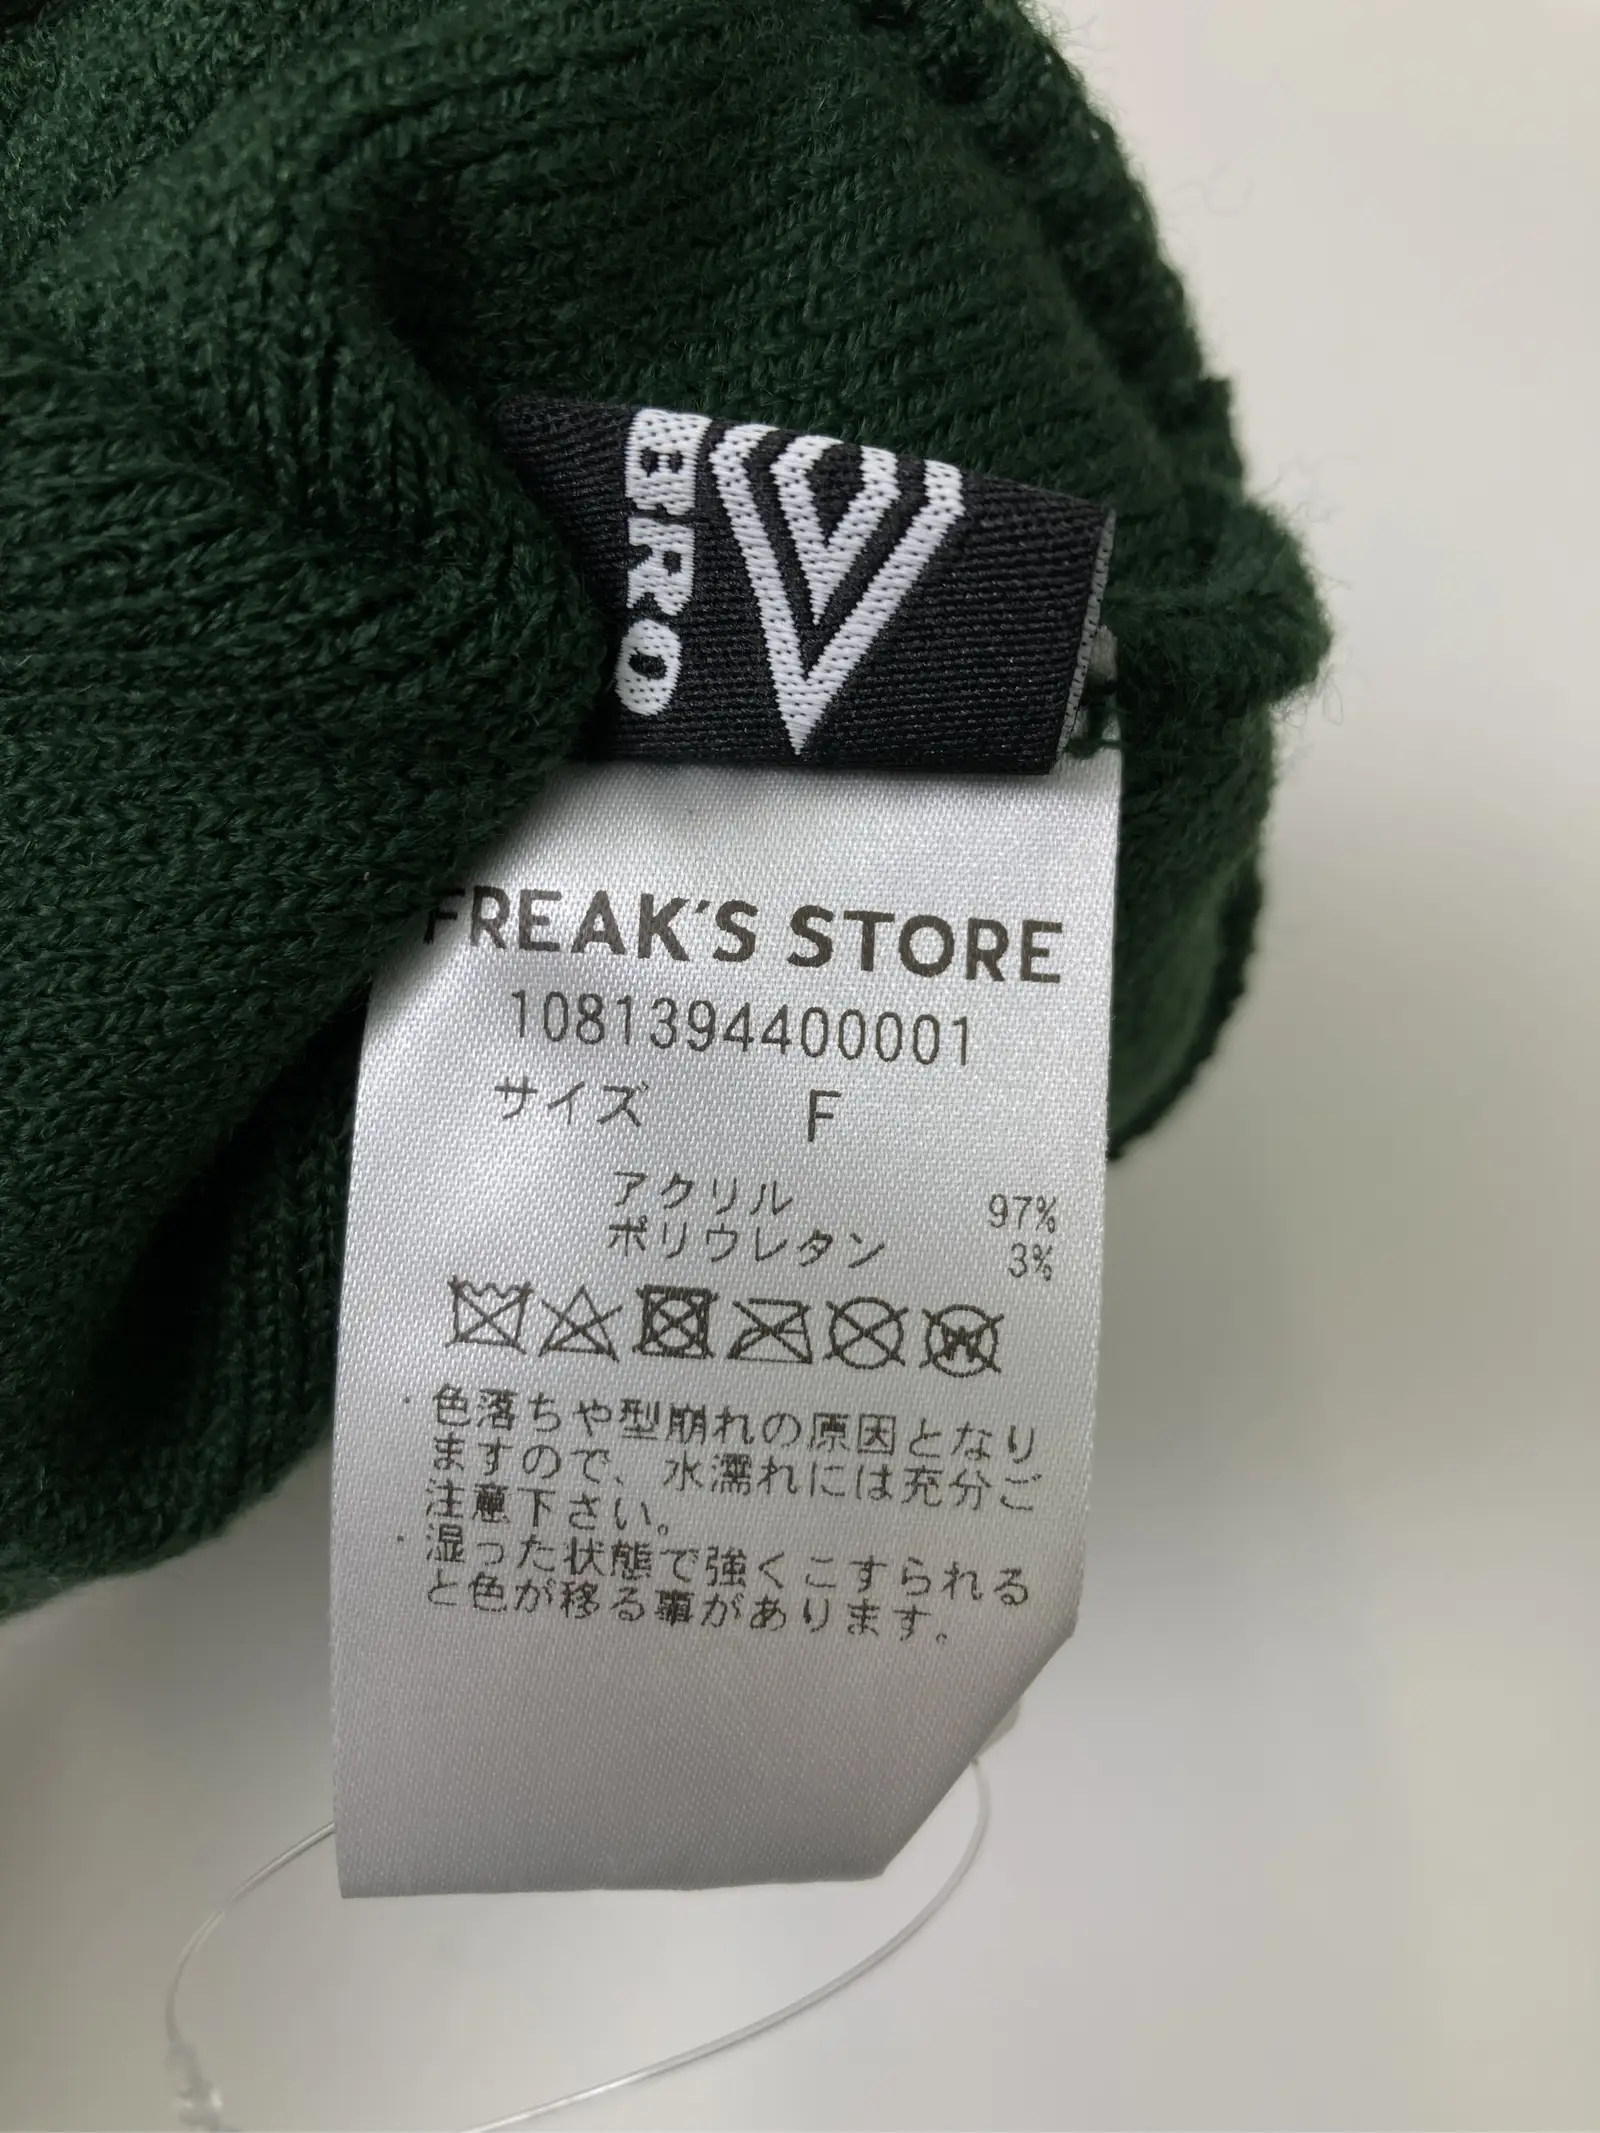 BRO
FREAK'S STORE
1081394400001
サイズ F
アクリル 97%
ポリウレタン 3%
W
・色落ちや型崩れの原因となり
ますので、水濡れには充分ご
注意下さい。
・湿った状態で強くこすられる
と色が移る事があります。